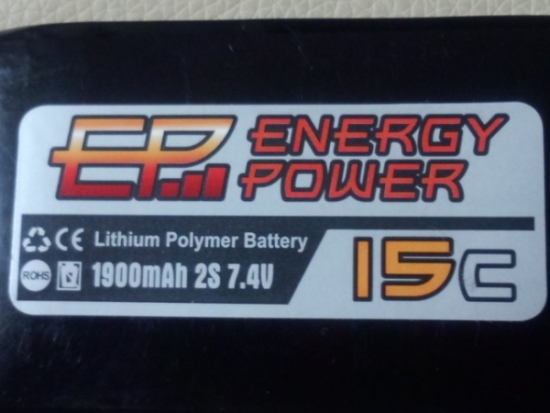 EP ENERGY
POWER
CE Lithium Polymer Battery
ROHS 1900mAh 2S 7.4V
15C